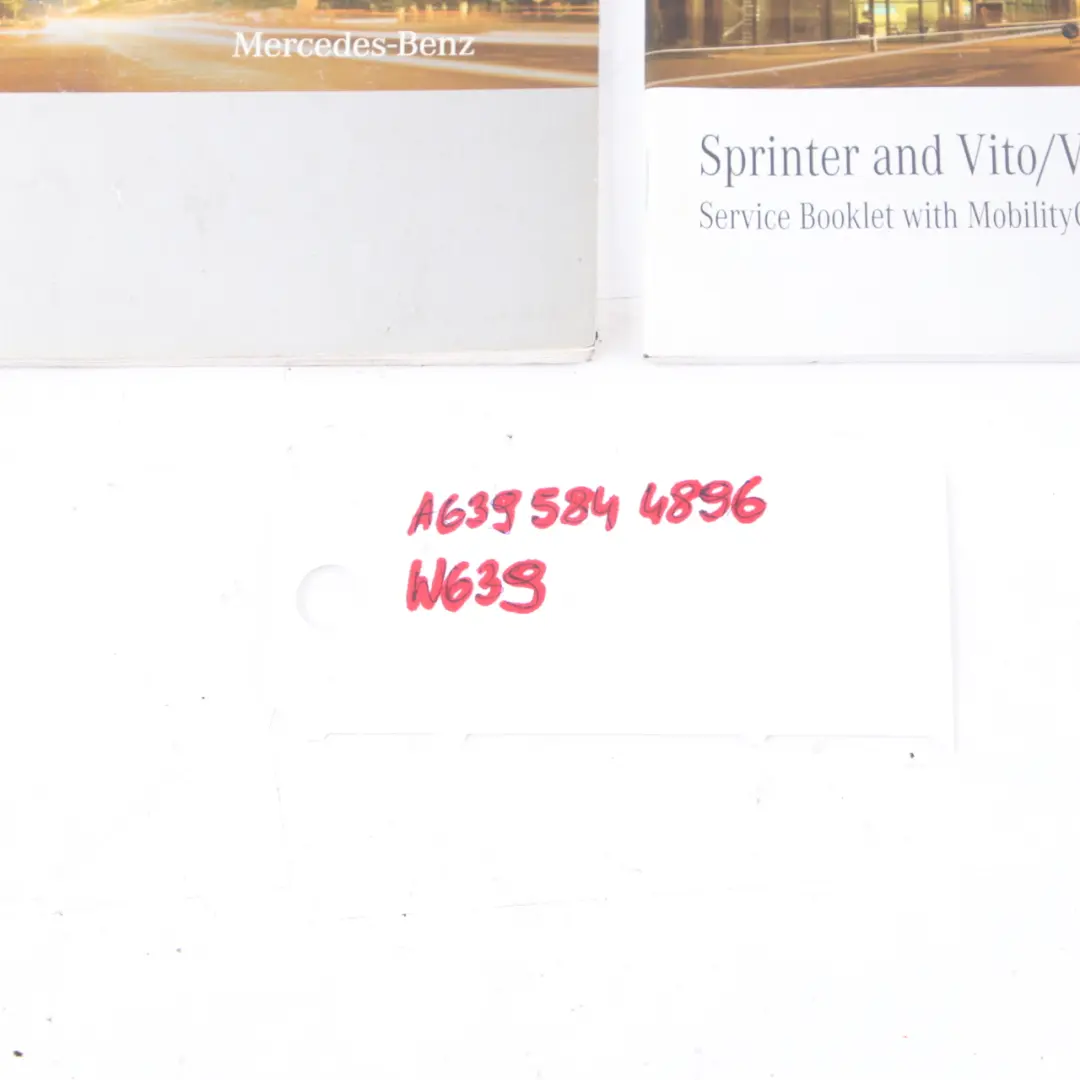 Mercedes-Benz
Sprinter and Vito/V
Service Booklet with Mobility
A639 584 4896
W639